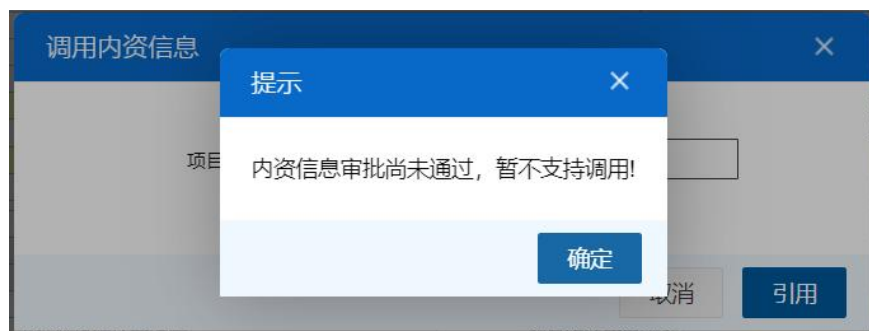 调用内资信息
提示
项目
内资信息审批尚未通过，暂不支持调用!
确定
取消
引用